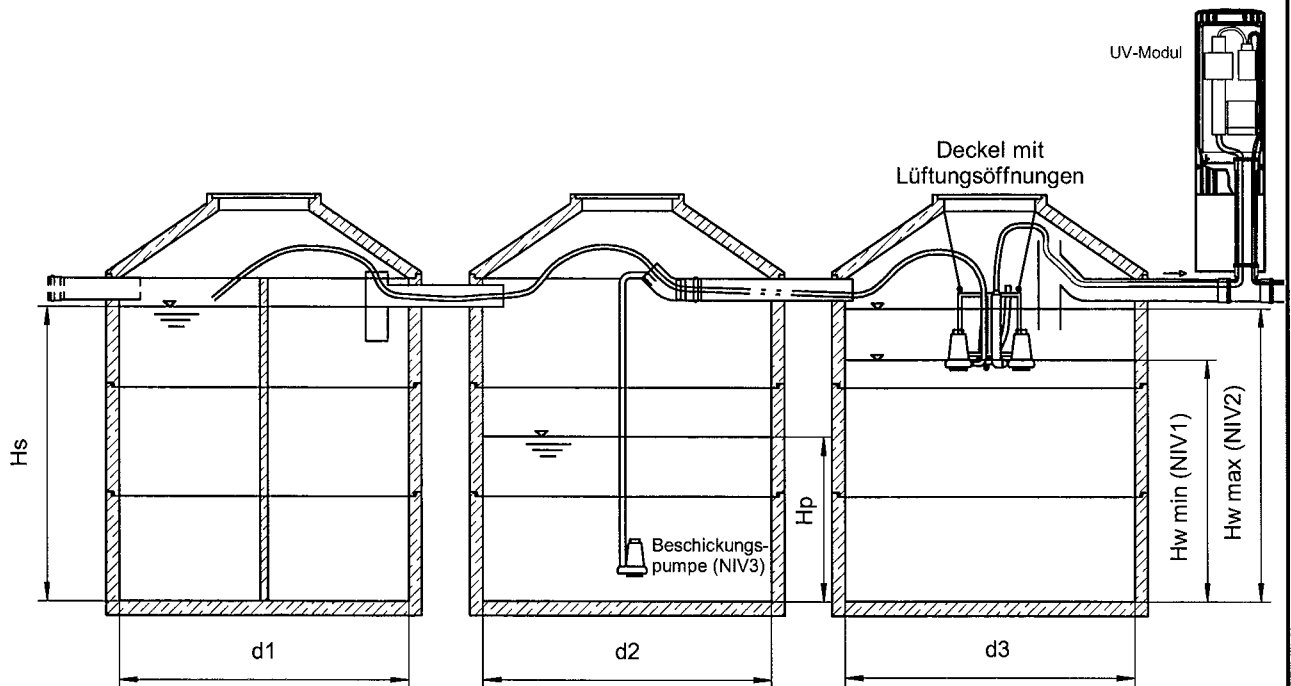 UV-Modul
Deckel mit
Lüftungsöffnungen
Hs
Hp
Beschickungs-
pumpe (NIV3)
Hw min (NIV1)
Hw max (NIV2)
d1
d2
d3